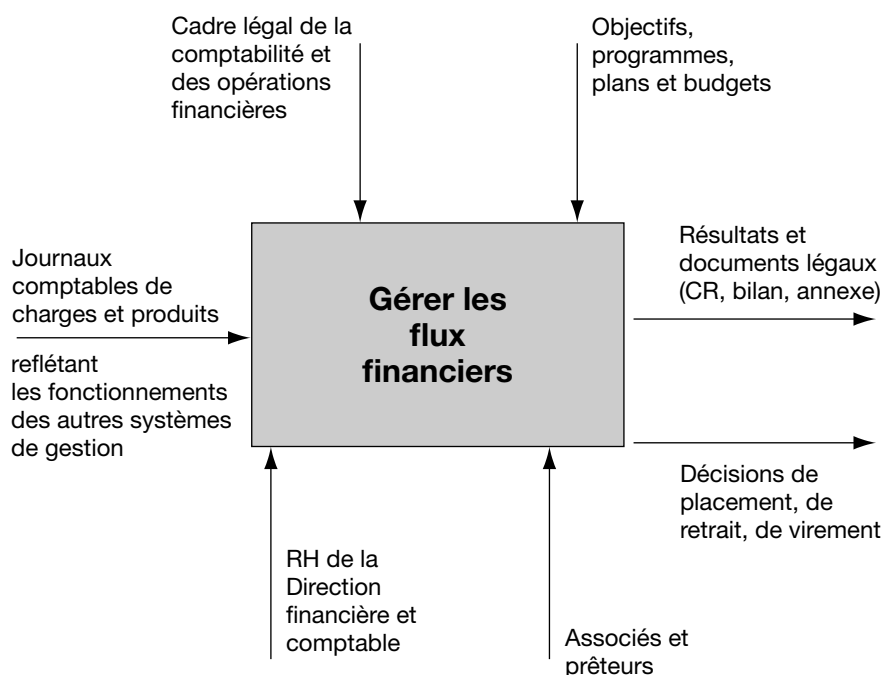 Cadre légal de la
comptabilité et
des opérations
financières
Objectifs,
programmes,
plans et budgets
Journaux
comptables de
charges et produits
reflétant
les fonctionnements
des autres systèmes
de gestion
Gérer les
flux
financiers
Résultats et
documents légaux
(CR, bilan, annexe)
Décisions de
placement, de
retrait, de virement
RH de la
Direction
financière et
comptable
Associés et
prêteurs